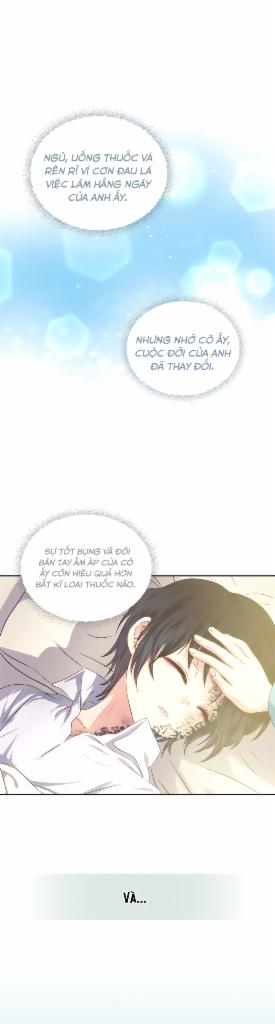 NGỦ, UỐNG THUỐC VÀ
RÊN RỈ VÌ CƠN ĐAU LÀ
VIỆC LÀM HẰNG NGÀY
CỦA ANH ẤY.
NHƯNG NHỜ CÔ ẤY,
CUỘC ĐỜI CỦA ANH
ĐÃ THAY ĐỔI.
SỰ TỐT BỤNG VÀ ĐÔI
BÀN TAY ẤM ÁP CỦA CÔ
ẤY CÒN HIỆU QUẢ HƠN
BẤT KÌ LOẠI THUỐC NÀO.
VÀ...